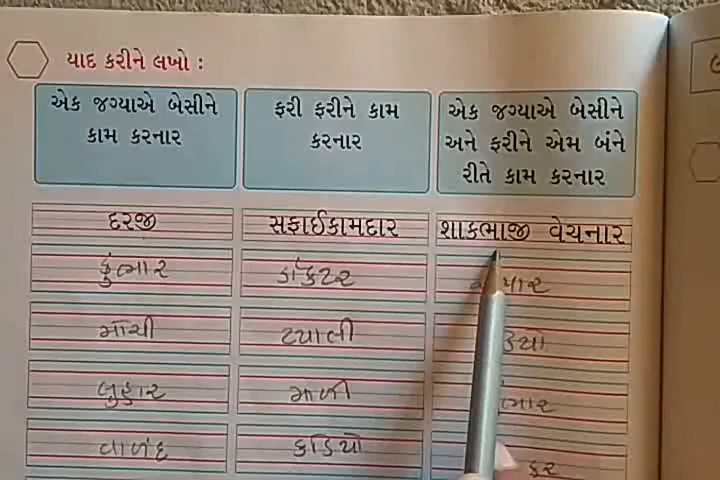 યાદ કરીને લખો :
એક જગ્યાએ બેસીને કામ કરનાર
ફરી ફરીને કામ કરનાર
એક જગ્યાએ બેસીને અને ફરીને એમ બંને રીતે કામ કરનાર
દરજી સફાઈકામદાર શાકભાજી વેચનાર
કુંભાર ડૉક્ટર
મોચી ટપાલી
લુહાર માળી
વાળંદ કડિયો